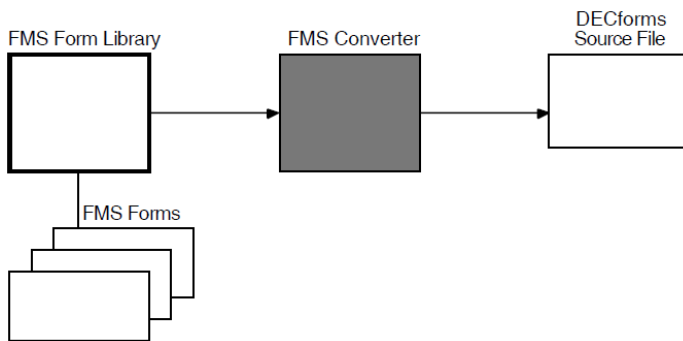 FMS Form Library
FMS Converter
DECforms
Source File
FMS Forms